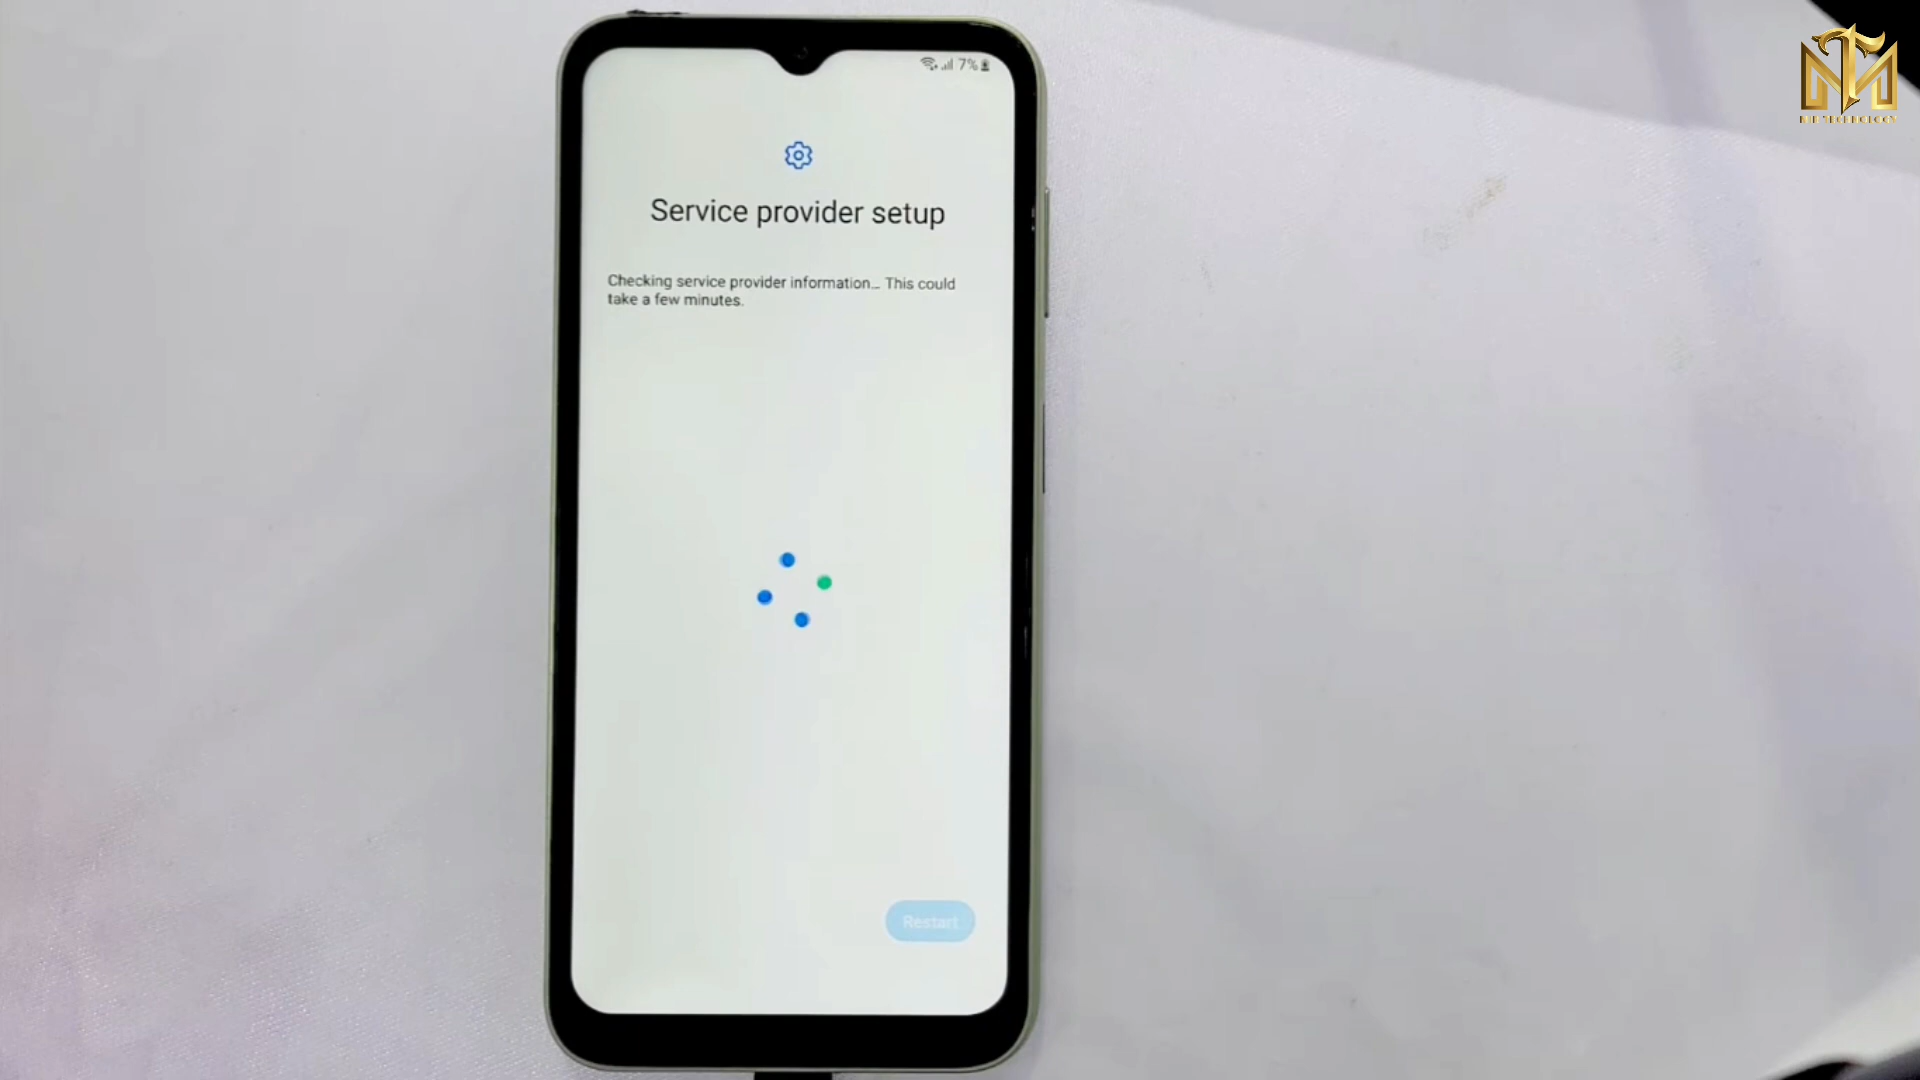 7%
Service provider setup
Checking service provider information... This could
take a few minutes.
Restart